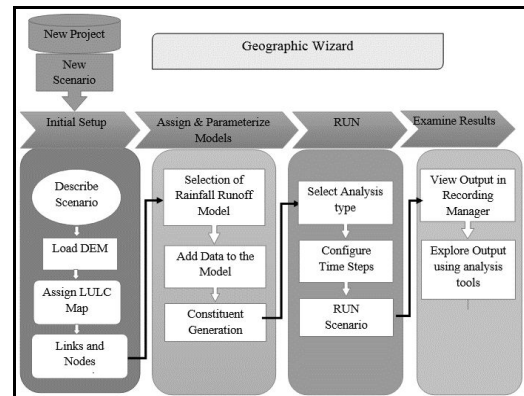 New Project
New
Scenario
Geographic Wizard
Initial Setup
Assign & Parameterize
Models
RUN
Examine Results
Describe
Scenario
Load DEM
Assign LULC
Map
Links and
Nodes
Selection of
Rainfall Runoff
Model
Add Data to the
Model
Constituent
Generation
Select Analysis
type
Configure
Time Steps
RUN
Scenario
View Output in
Recording
Manager
Explore Output
using analysis
tools